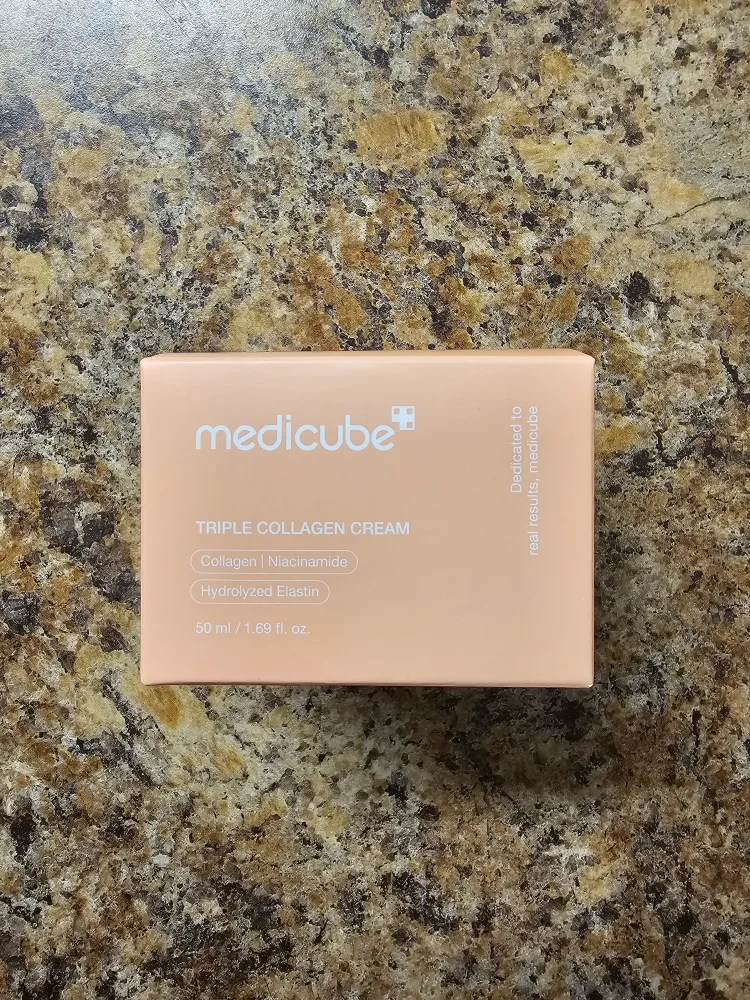 medicube
TRIPLE COLLAGEN CREAM
Collagen | Niacinamide
Hydrolyzed Elastin
50 ml / 1.69 fl. oz.
Dedicated to
real results, medicube